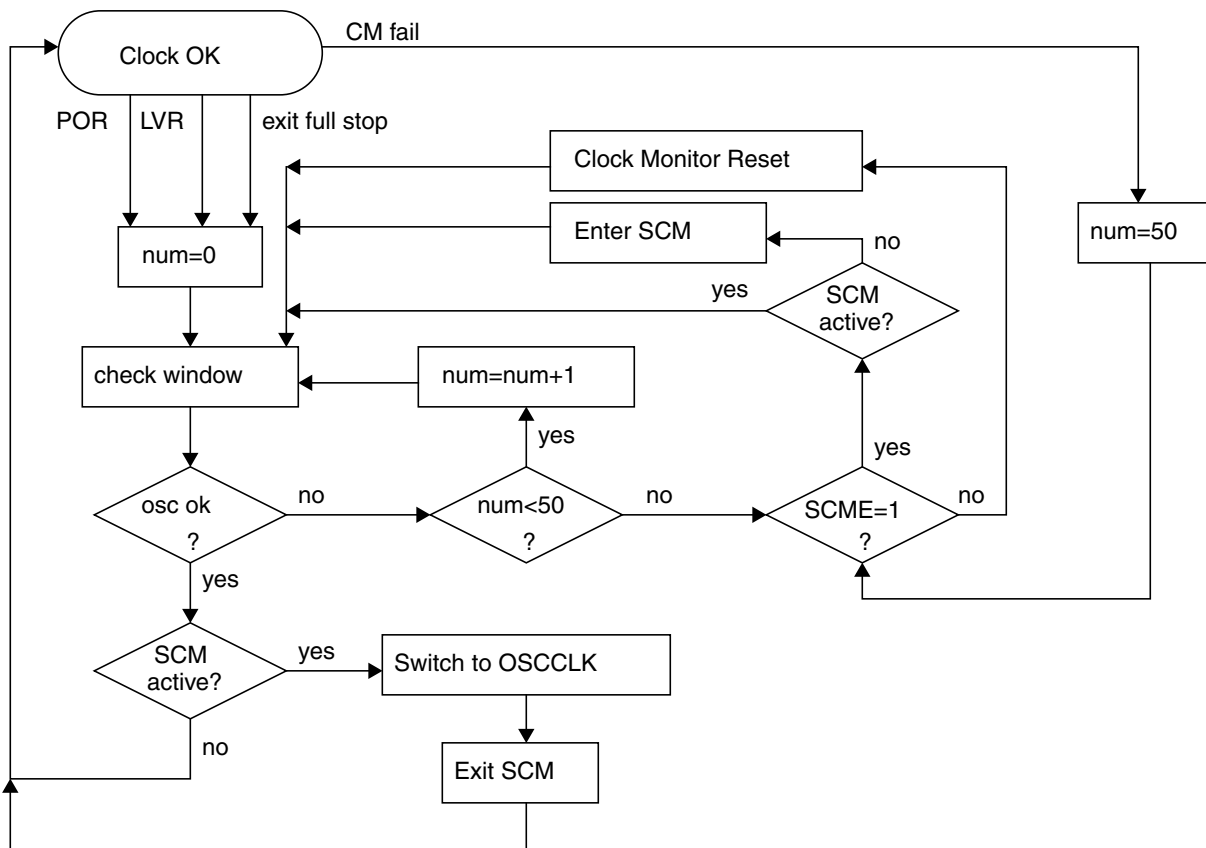 CM fail
Clock OK
POR
LVR
exit full stop
Clock Monitor Reset
Enter SCM
no
num=50
num=0
yes
SCM
active?
check window
num=num+1
yes
yes
osc ok
?
no
num<50
?
no
SCME=1
?
no
yes
SCM
active?
yes
Switch to OSCCLK
no
Exit SCM